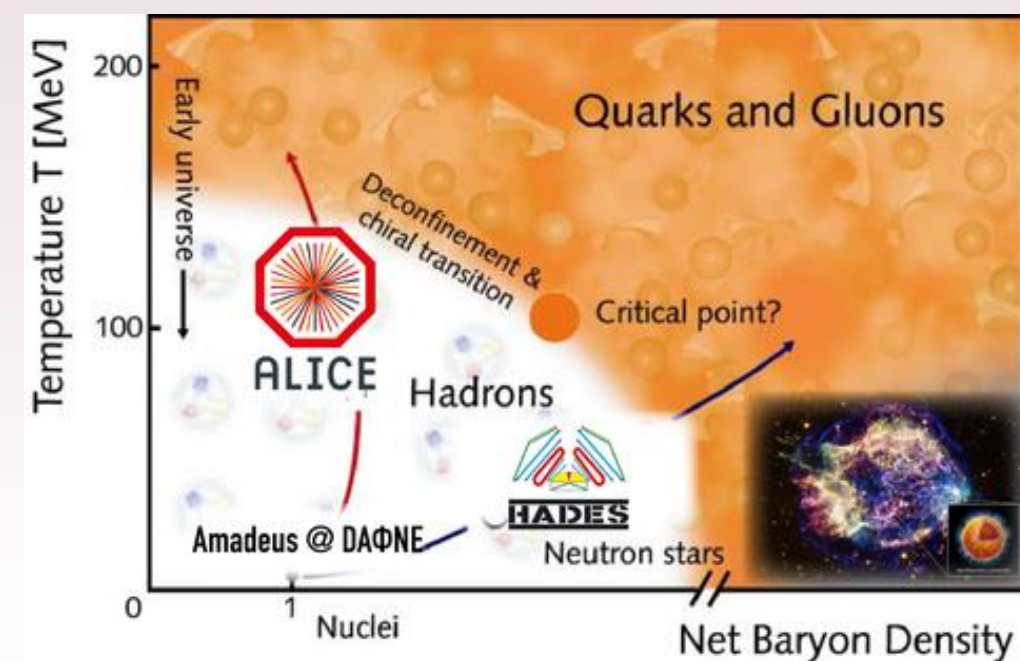 Temperature T [MeV]
200
100
0
Early universe
Quarks and Gluons
Deconfinement &
chiral transition
Critical point?
ALICE
Hadrons
HADES
Amadeus @ DAΦNE
Neutron stars
1
Nuclei
Net Baryon Density